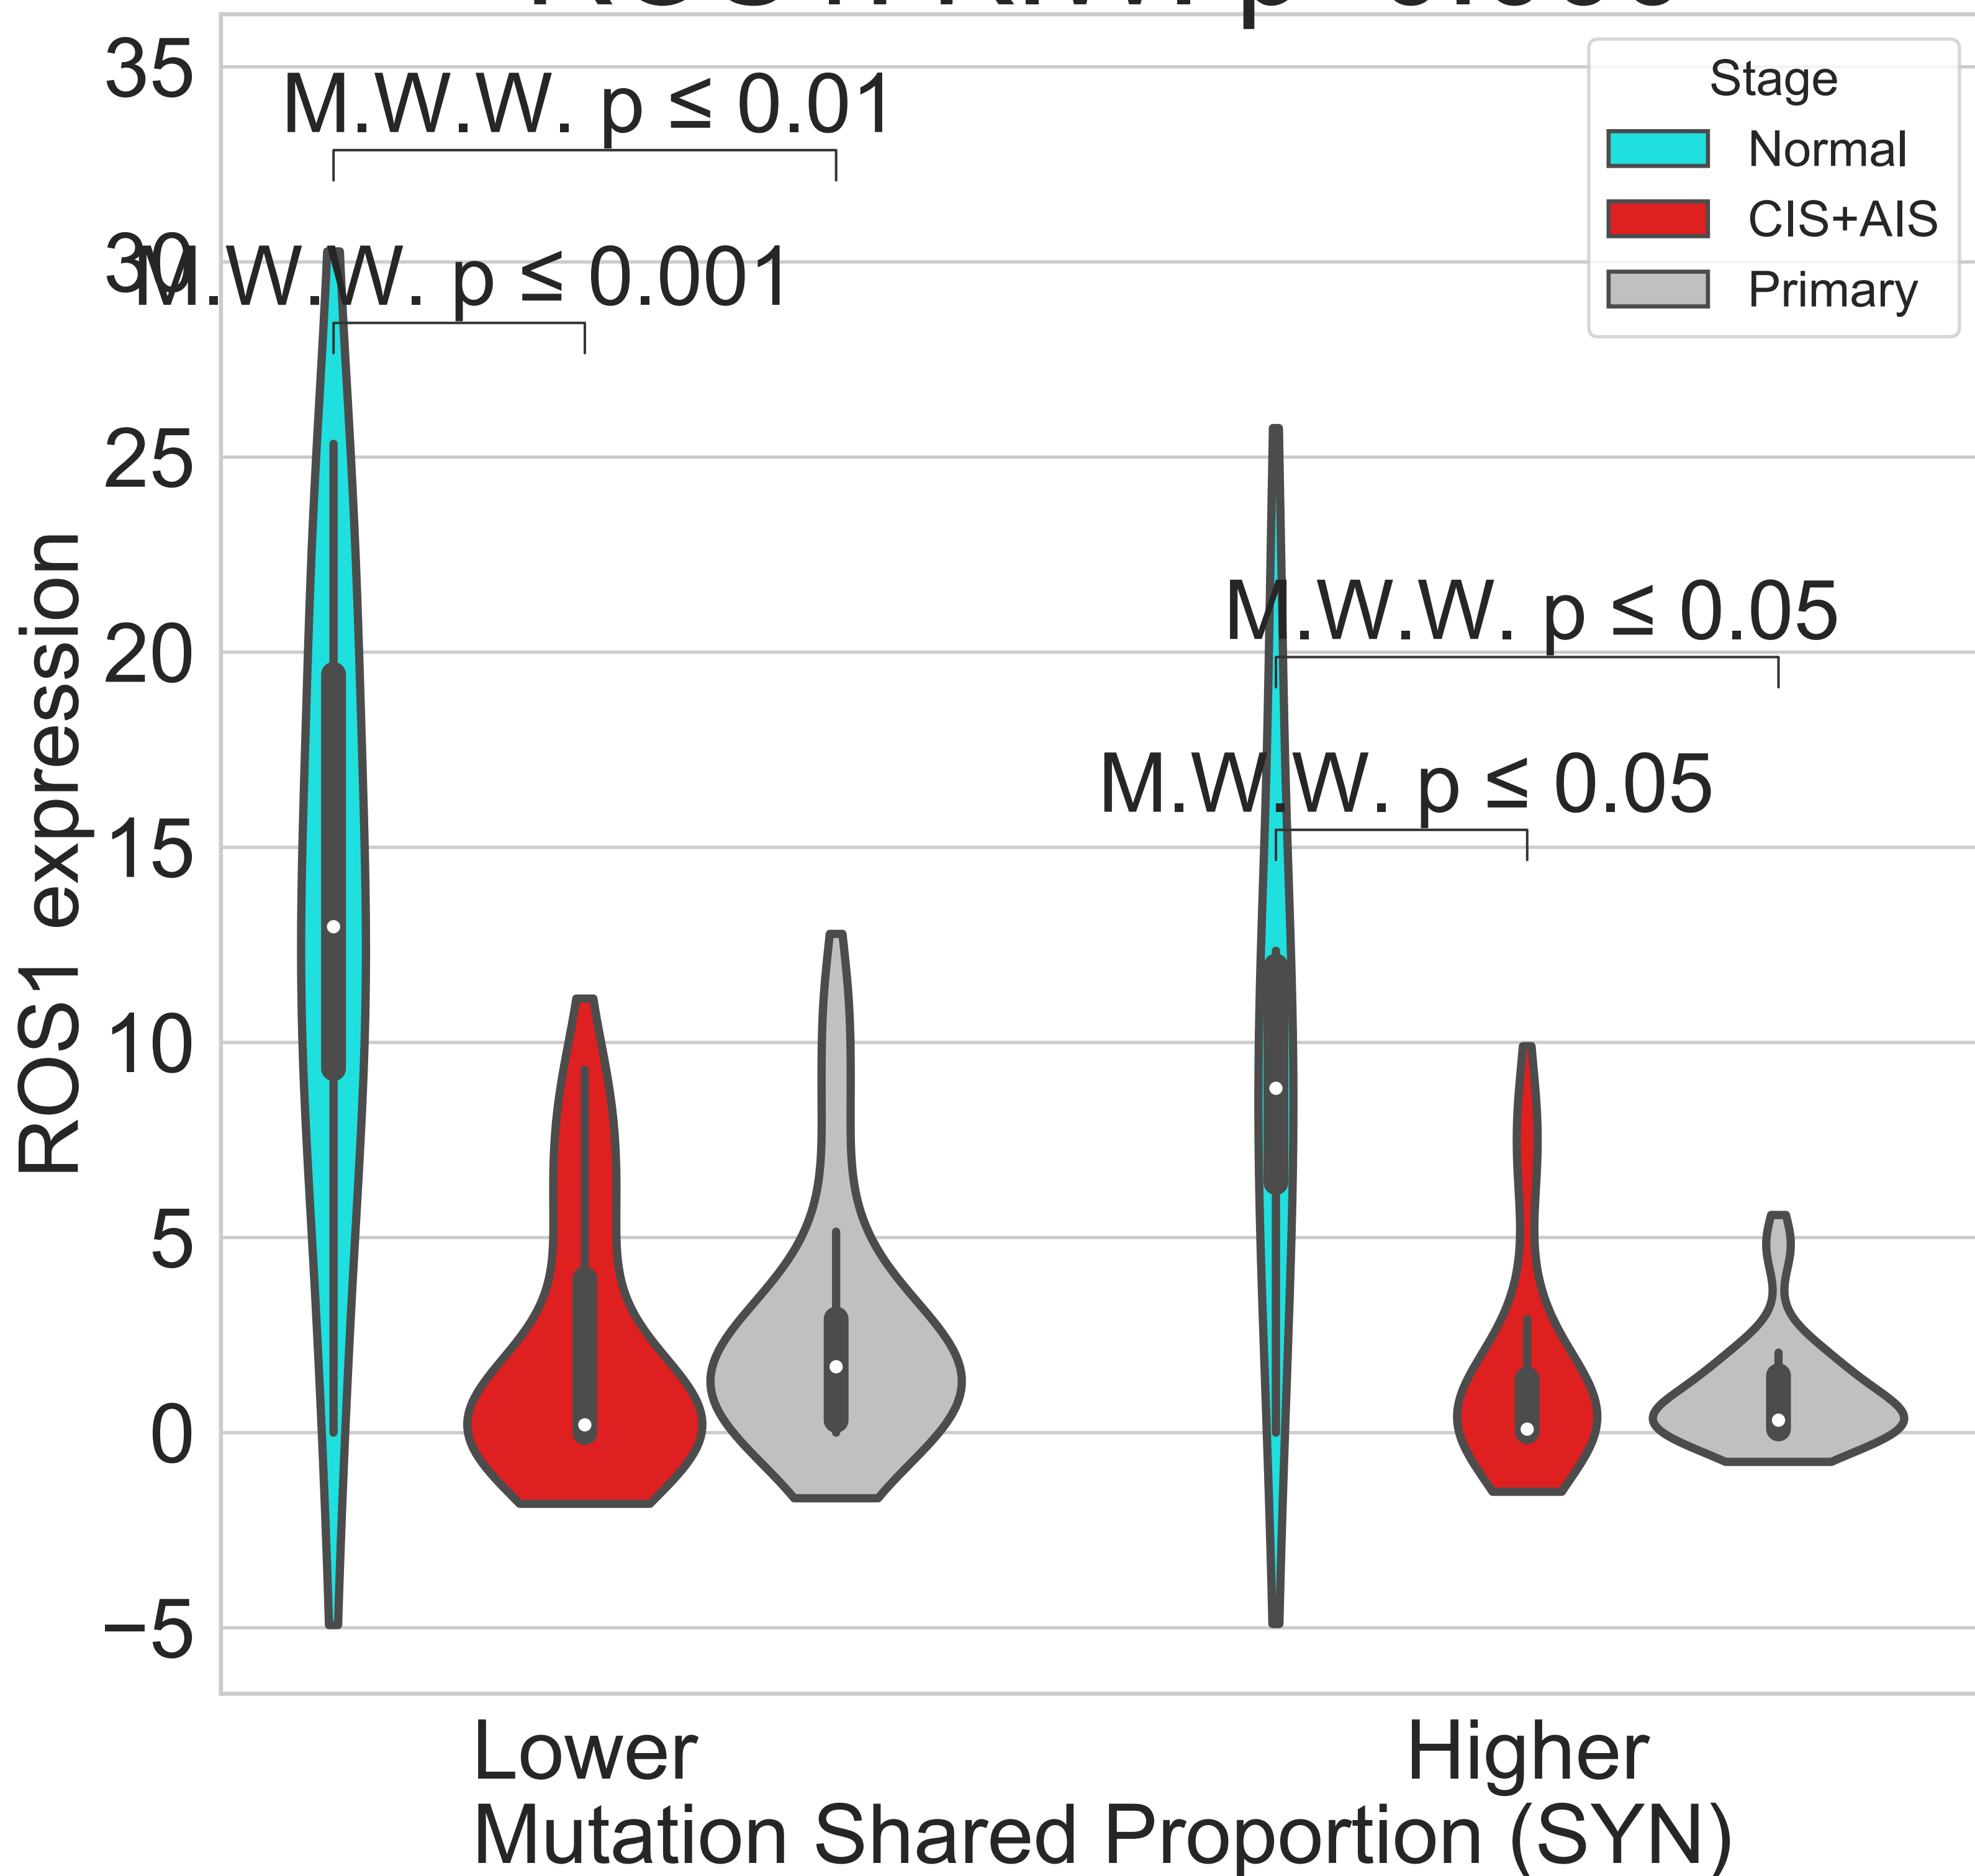 35
M.W.W. p ≤ 0.01
Stage
Normal
CIS+AIS
Primary
30
M.W.W. p ≤ 0.001
25
M.W.W. p ≤ 0.05
20
M.W.W. p ≤ 0.05
15
10
5
0
−5
ROS1 expression
Lower
Higher
Mutation Shared Proportion (SYN)